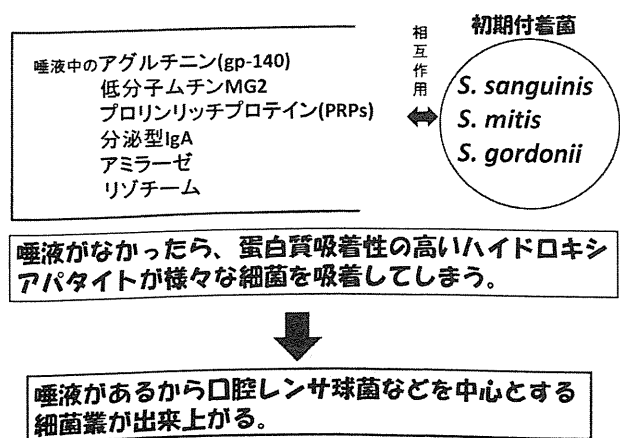 唾液中のアグルチニン(gp-140)
低分子ムチンMG2
プロリンリッチプロテイン(PRPs)
分泌型IgA
アミラーゼ
リゾチーム
相互作用
初期付着菌
S. sanguinis
S. mitis
S. gordonii
唾液がなかったら、蛋白質吸着性の高いハイドロキシ
アパタイトが様々な細菌を吸着してしまう。
唾液があるから口腔レンサ球菌などを中心とする
細菌叢が出来上がる。